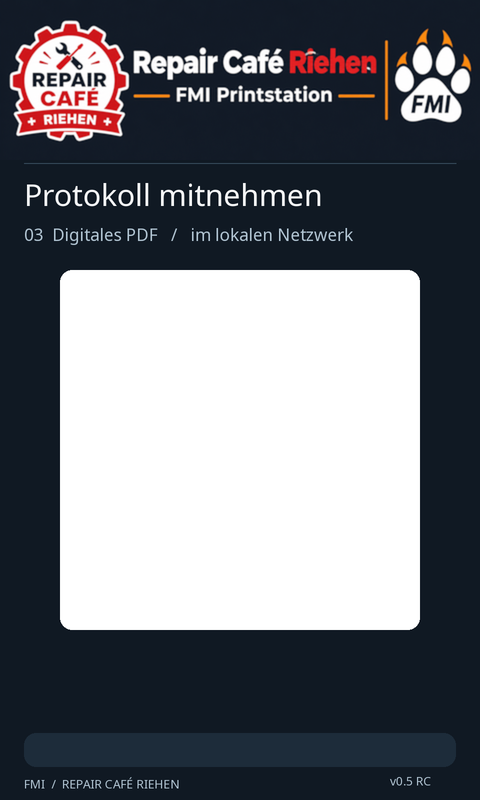 REPAIR
CAFÉ
RIEHEN
Repair Café Riehen
FMI Printstation
FMI
Protokoll mitnehmen
03 Digitales PDF / im lokalen Netzwerk
FMI / REPAIR CAFÉ RIEHEN
v0.5 RC